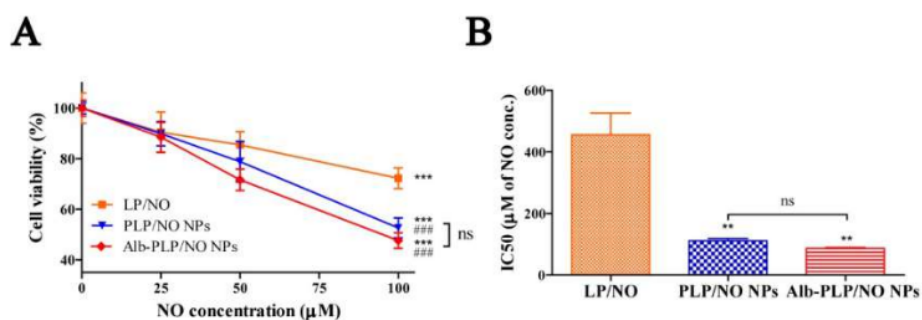 A
Cell viability (%)
100
80
60
40
LP/NO
PLP/NO NPs
Alb-PLP/NO NPs
***
***
###
***
###
ns
0
25
50
75
100
NO concentration (μM)
B
IC50 (μM of NO conc.)
600
400
200
0
ns
**
**
LP/NO
PLP/NO NPs
Alb-PLP/NO NPs